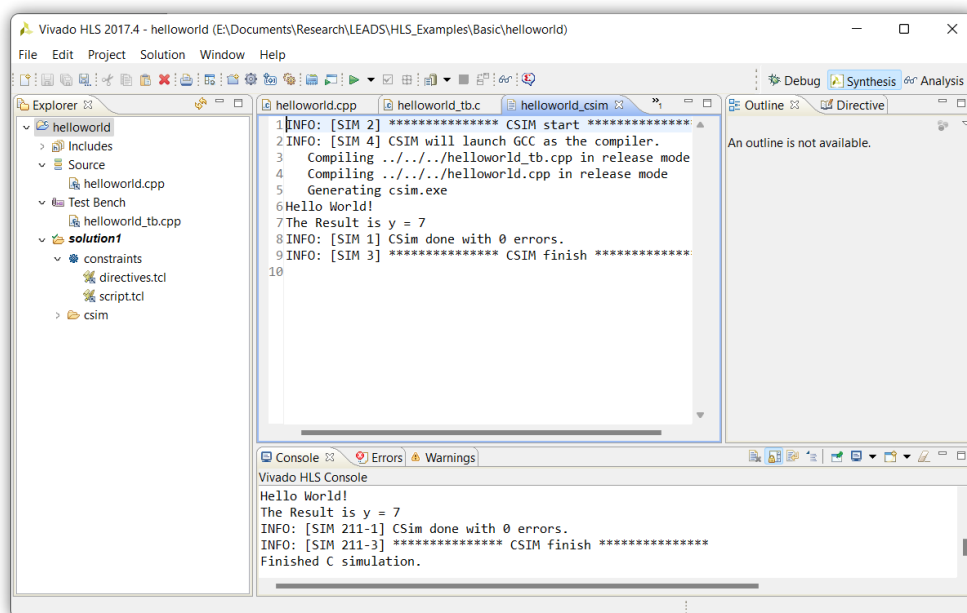 Vivado HLS 2017.4 - helloworld (E:\Documents\Research\LEADS\HLS_Examples\Basic\helloworld)
File Edit Project Solution Window Help
Debug Synthesis Analysis
Explorer
helloworld
Includes
Source
helloworld.cpp
Test Bench
helloworld_tb.cpp
solution1
constraints
directives.tcl
script.tcl
csim
helloworld.cpp helloworld_tb.c helloworld_csim »1
1 INFO: [SIM 2] *************** CSIM start ***************
2 INFO: [SIM 4] CSIM will launch GCC as the compiler.
3 Compiling ../../../helloworld_tb.cpp in release mode
4 Compiling ../../../helloworld.cpp in release mode
5 Generating csim.exe
6 Hello World!
7 The Result is y = 7
8 INFO: [SIM 1] CSim done with 0 errors.
9 INFO: [SIM 3] *************** CSIM finish *************
10
Outline Directive
An outline is not available.
Console Errors Warnings
Vivado HLS Console
Hello World!
The Result is y = 7
INFO: [SIM 211-1] CSim done with 0 errors.
INFO: [SIM 211-3] *************** CSIM finish ***************
Finished C simulation.